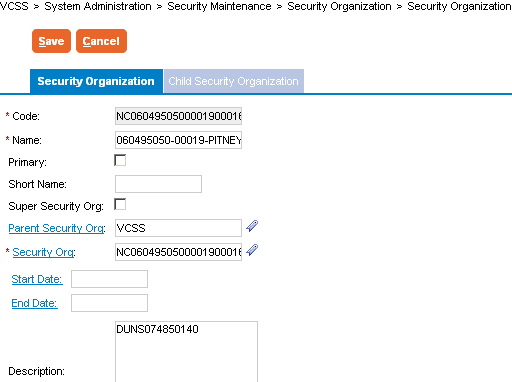 VCSS > System Administration > Security Maintenance > Security Organization > Security Organization
Save Cancel
Security Organization Child Security Organization
* Code: NC0604950500001900016
* Name: 060495050-00019-PITNEY
Primary:
Short Name:
Super Security Org:
Parent Security Org: VCSS
* Security Org: NC0604950500001900016
Start Date:
End Date:
DUNS074850140
Description: